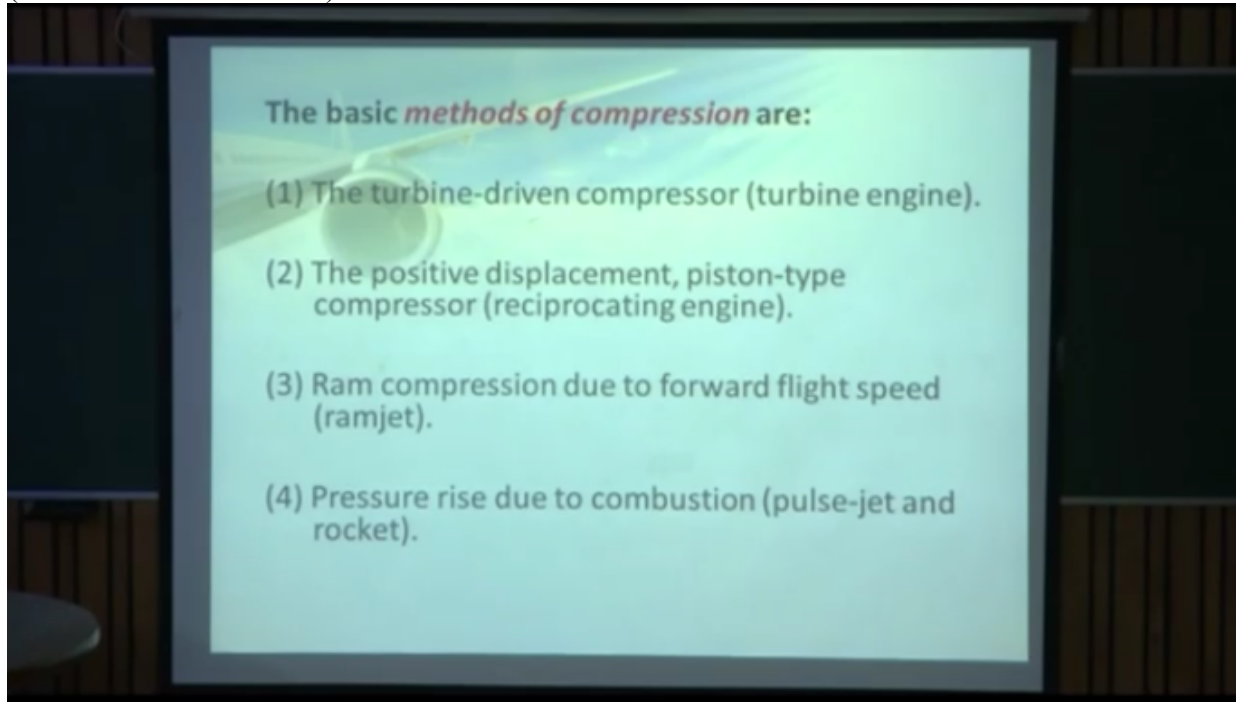 The basic methods of compression are:
(1) The turbine-driven compressor (turbine engine).
(2) The positive displacement, piston-type
compressor (reciprocating engine).
(3) Ram compression due to forward flight speed
(ramjet).
(4) Pressure rise due to combustion (pulse-jet and
rocket).